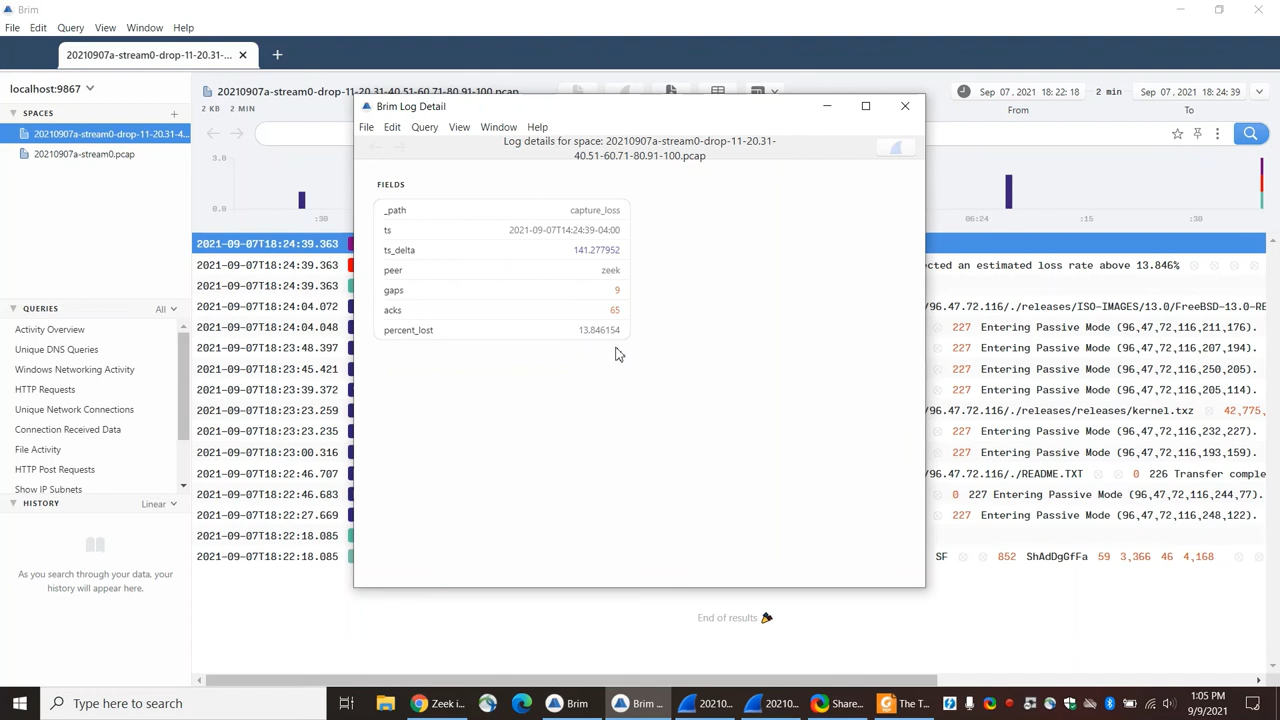 Brim
File Edit Query View Window Help
20210907a-stream0-drop-11-20.31-...
localhost:9867
20210907a-stream0-drop-11-20.31-40.51-60.71-80.91-100.pcap
Sep 07 , 2021 18:22:18
2 min
Sep 07 , 2021 18:24:39
2 KB 2 MIN
From
To
SPACES
20210907a-stream0-drop-11-20.31-4...
20210907a-stream0.pcap
3.0
0.0
:30
06:24
:15
:30
Brim Log Detail
File Edit Query View Window Help
Log details for space: 20210907a-stream0-drop-11-20.31-
40.51-60.71-80.91-100.pcap
FIELDS
_path capture_loss
ts 2021-09-07T14:24:39-04:00
ts_delta 141.277952
peer zeek
gaps 9
acks 65
percent_lost 13.846154
2021-09-07T18:24:39.363
2021-09-07T18:24:39.363 ected an estimated loss rate above 13.846%
2021-09-07T18:24:39.363
2021-09-07T18:24:04.072 /96.47.72.116/./releases/ISO-IMAGES/13.0/FreeBSD-13.0-RE
2021-09-07T18:24:04.048 227 Entering Passive Mode (96,47,72,116,211,176).
2021-09-07T18:23:48.397 227 Entering Passive Mode (96,47,72,116,207,194).
2021-09-07T18:23:45.421 227 Entering Passive Mode (96,47,72,116,250,205).
2021-09-07T18:23:39.372 227 Entering Passive Mode (96,47,72,116,205,114).
2021-09-07T18:23:23.259 /96.47.72.116/./releases/releases/kernel.txz 42,775,
2021-09-07T18:23:23.235 227 Entering Passive Mode (96,47,72,116,232,227).
2021-09-07T18:23:00.316 227 Entering Passive Mode (96,47,72,116,193,159).
2021-09-07T18:22:46.707 /96.47.72.116/./README.TXT 0 226 Transfer comple
2021-09-07T18:22:46.683 0 227 Entering Passive Mode (96,47,72,116,244,77).
2021-09-07T18:22:27.669 227 Entering Passive Mode (96,47,72,116,248,122).
2021-09-07T18:22:18.085
2021-09-07T18:22:18.085 SF 852 ShAdDgGfFa 59 3,366 46 4,168
End of results
QUERIES All
Activity Overview
Unique DNS Queries
Windows Networking Activity
HTTP Requests
Unique Network Connections
Connection Received Data
File Activity
HTTP Post Requests
Show IP Subnets
HISTORY Linear
As you search through your data, your
history will appear here.
Type here to search
Zeek i...
Brim
Brim ...
20210...
20210...
Share...
The T...
1:05 PM
9/9/2021